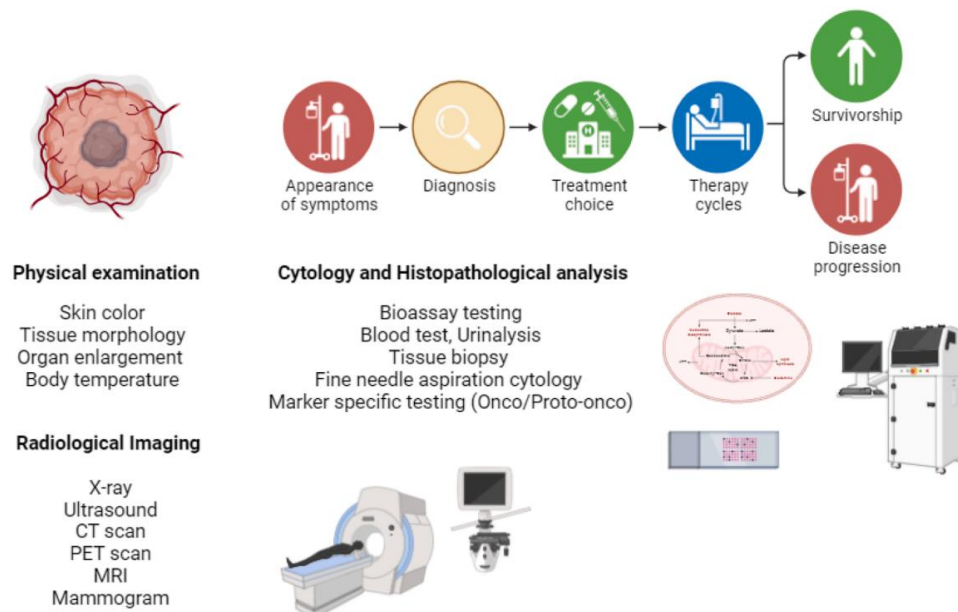 Appearance
of symptoms
Diagnosis
Treatment
choice
Therapy
cycles
Survivorship
Disease
progression
H
Physical examination
Skin color
Tissue morphology
Organ enlargement
Body temperature
Cytology and Histopathological analysis
Bioassay testing
Blood test, Urinalysis
Tissue biopsy
Fine needle aspiration cytology
Marker specific testing (Onco/Proto-onco)
Radiological Imaging
X-ray
Ultrasound
CT scan
PET scan
MRI
Mammogram